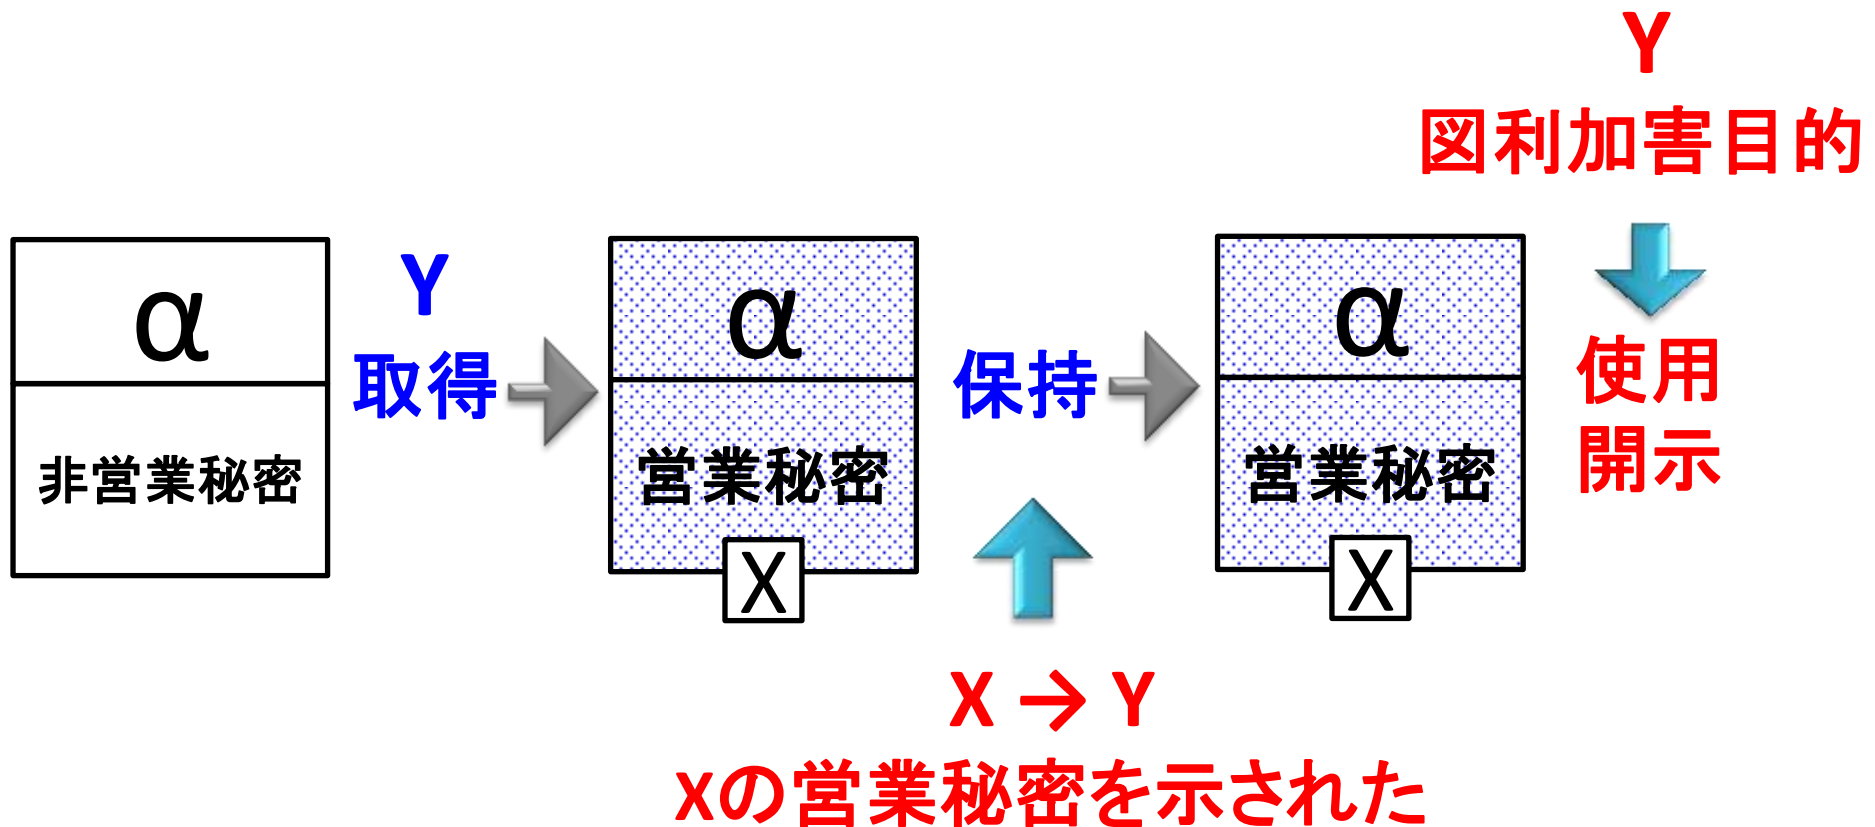 Y
図利加害目的
α
非営業秘密
Y
取得
α
営業秘密
X
保持
α
営業秘密
X
使用
開示
X → Y
Xの営業秘密を示された